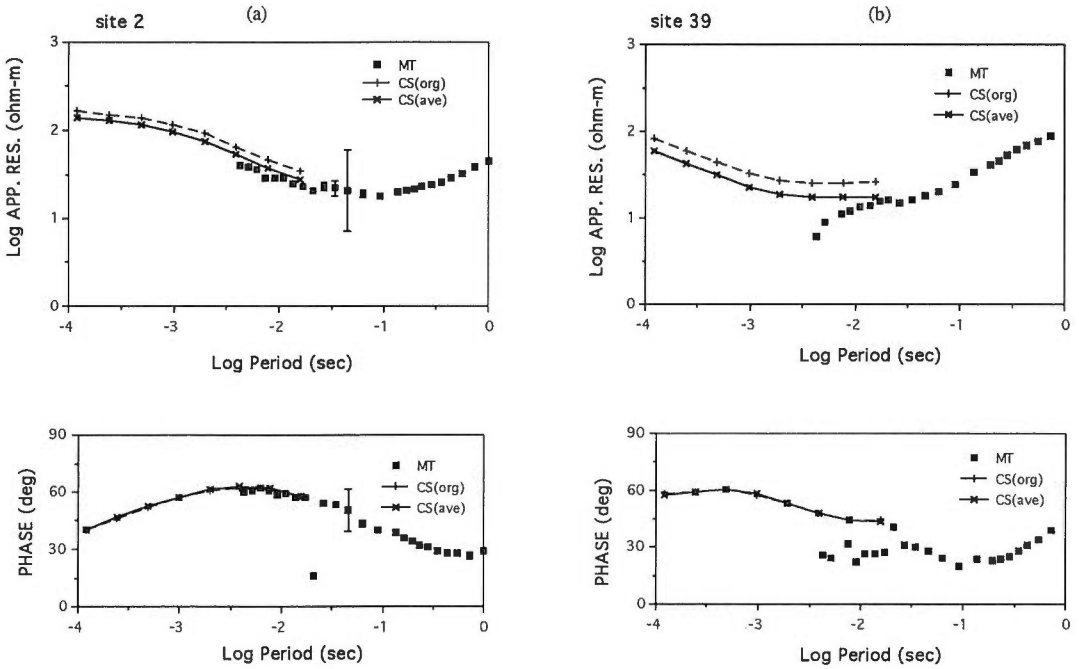 (a)
site 2
3
2
1
0
Log APP. RES. (ohm-m)
MT
CS(org)
CS(ave)
-4 -3 -2 -1 0
Log Period (sec)
(b)
site 39
3
2
1
0
Log APP. RES. (ohm-m)
MT
CS(org)
CS(ave)
-4 -3 -2 -1 0
Log Period (sec)
90
60
30
0
PHASE (deg)
MT
CS(org)
CS(ave)
-4 -3 -2 -1 0
Log Period (sec)
90
60
30
0
PHASE (deg)
MT
CS(org)
CS(ave)
-4 -3 -2 -1 0
Log Period (sec)